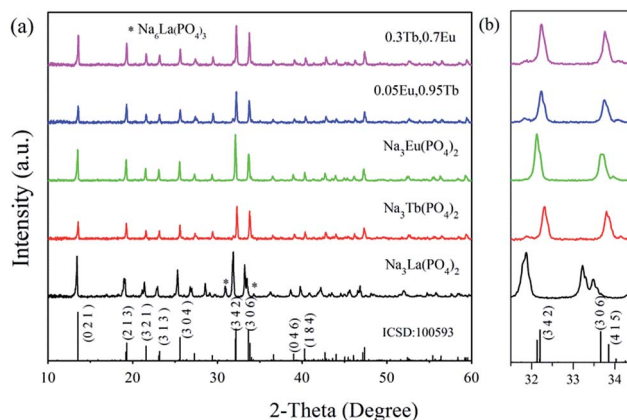 (a)
* Na₆La(PO₄)₃
0.3Tb,0.7Eu
0.05Eu,0.95Tb
Na₃Eu(PO₄)₂
Na₃Tb(PO₄)₂
Na₃La(PO₄)₂
*
*
(0 2 1)
(2 1 3)
(3 2 1)
(3 1 3)
(3 0 4)
(3 4 2)
(3 0 6)
(0 4 6)
(1 8 4)
ICSD:100593
Intensity (a.u.)
10 20 30 40 50 60
2-Theta (Degree)
(b)
(3 4 2)
(3 0 6)
(4 1 5)
32 33 34